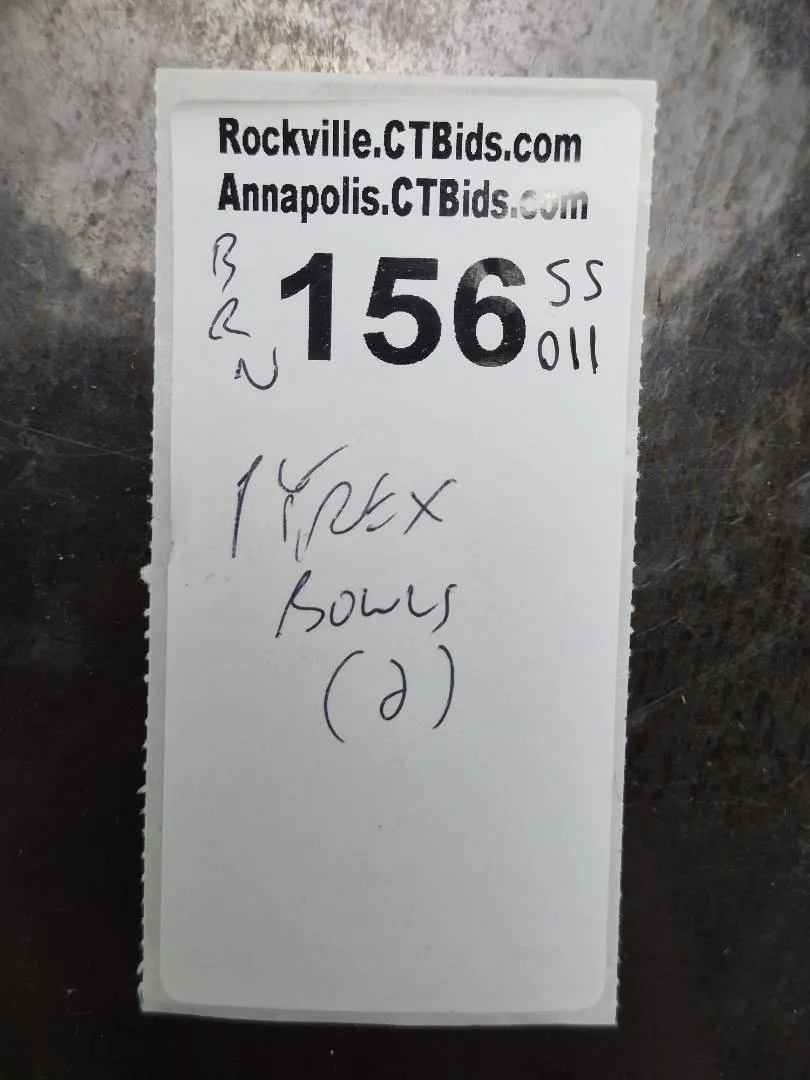 Rockville.CTBids.com
Annapolis.CTBids.com
B
R
N
156
SS
011
PYREX
BOWLS
(2)